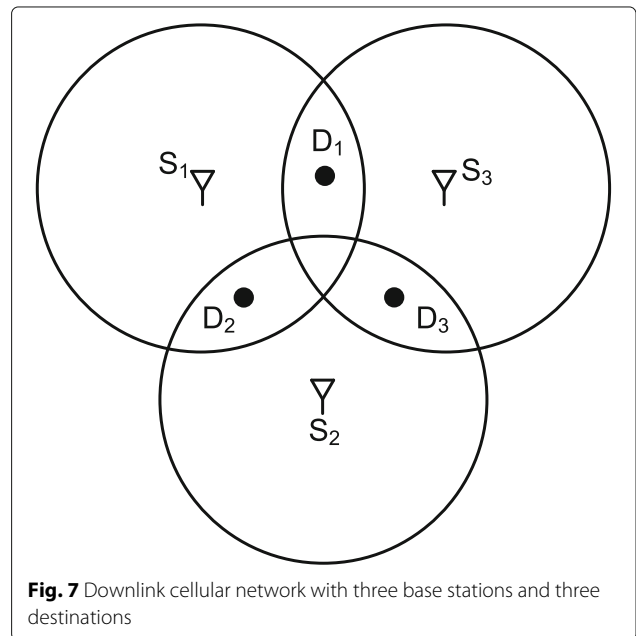 D₁
S₁
S₃
D₂
D₃
S₂
Fig. 7 Downlink cellular network with three base stations and three
destinations